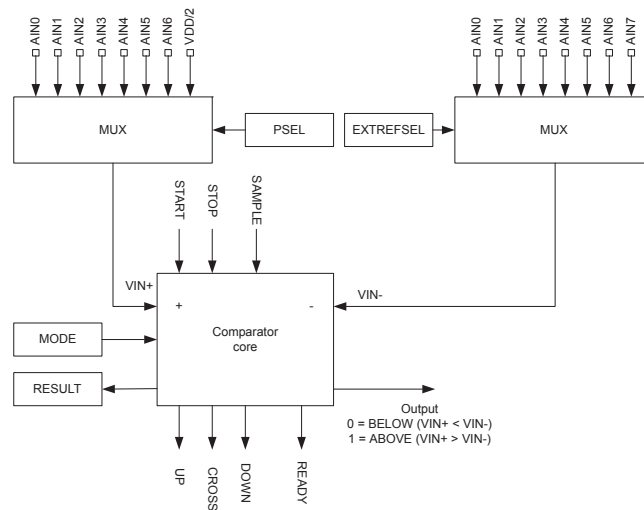 AIN0
AIN1
AIN2
AIN3
AIN4
AIN5
AIN6
VDD/2
AIN0
AIN1
AIN2
AIN3
AIN4
AIN5
AIN6
AIN7
MUX
PSEL
EXTREFSEL
MUX
START
STOP
SAMPLE
VIN+
VIN-
+
-
MODE
Comparator
core
RESULT
Output
0 = BELOW (VIN+ < VIN-)
1 = ABOVE (VIN+ > VIN-)
UP
CROSS
DOWN
READY